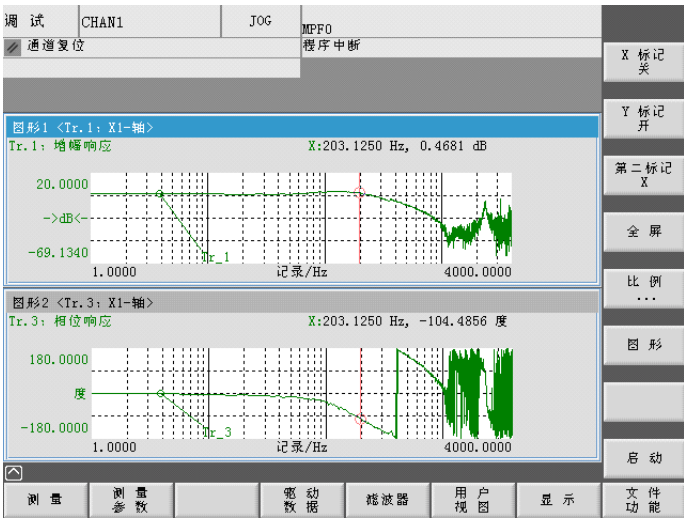 调 试
CHAN1
JOG
MPF0
通道复位
程序中断
图形1 <Tr.1: X1-轴>
Tr.1: 增幅响应
X:203.1250 Hz, 0.4681 dB
20.0000
->dB<-
-69.1340
Tr_1
1.0000
记录/Hz
4000.0000
图形2 <Tr.3: X1-轴>
Tr.3: 相位响应
X:203.1250 Hz, -104.4856 度
180.0000
度
-180.0000
Tr_3
1.0000
记录/Hz
4000.0000
X 标记
关
Y 标记
开
第二标记
X
全 屏
比 例
...
图 形
启 动
测 量
测 量
参 数
驱 动
数 据
滤波器
用 户
视 图
显 示
文 件
功 能